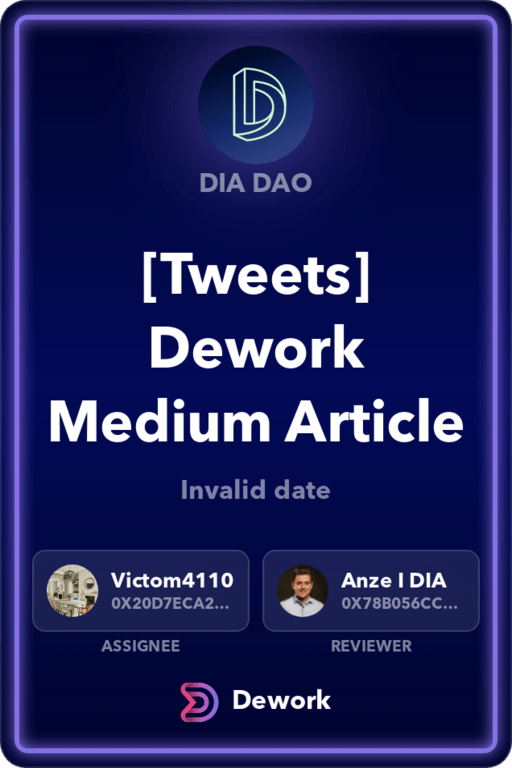 DIA DAO
[Tweets]
Dework
Medium Article
Invalid date
Victom4110
0X20D7ECA2...
Anze I DIA
0X78B056CC...
ASSIGNEE
REVIEWER
Dework